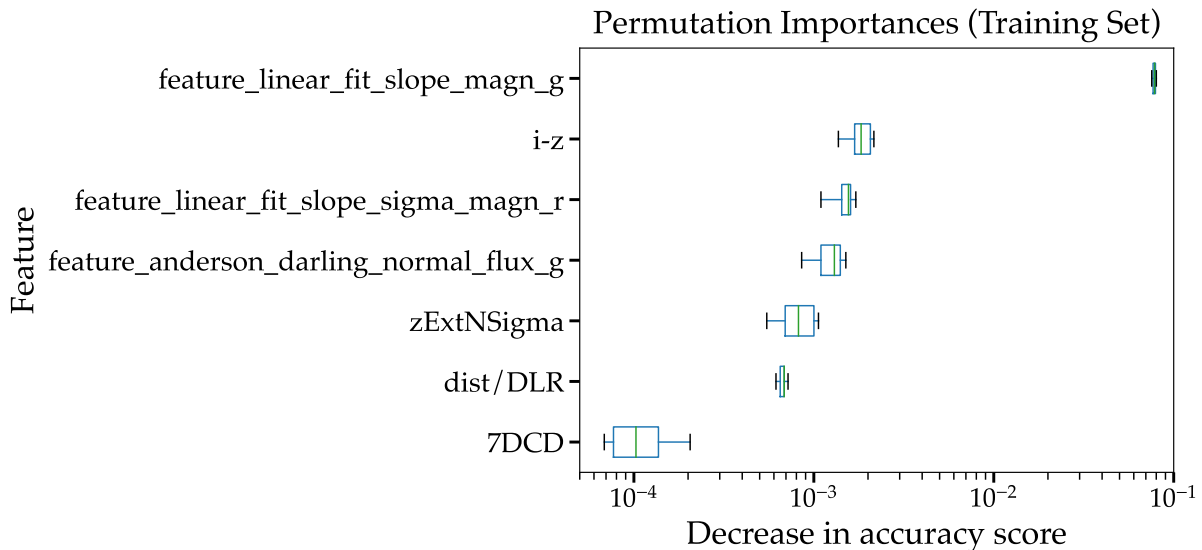 Permutation Importances (Training Set)
feature_linear_fit_slope_magn_g
i-z
feature_linear_fit_slope_sigma_magn_r
feature_anderson_darling_normal_flux_g
zExtNSigma
dist/DLR
7DCD
Feature
10⁻⁴ 10⁻³ 10⁻² 10⁻¹
Decrease in accuracy score